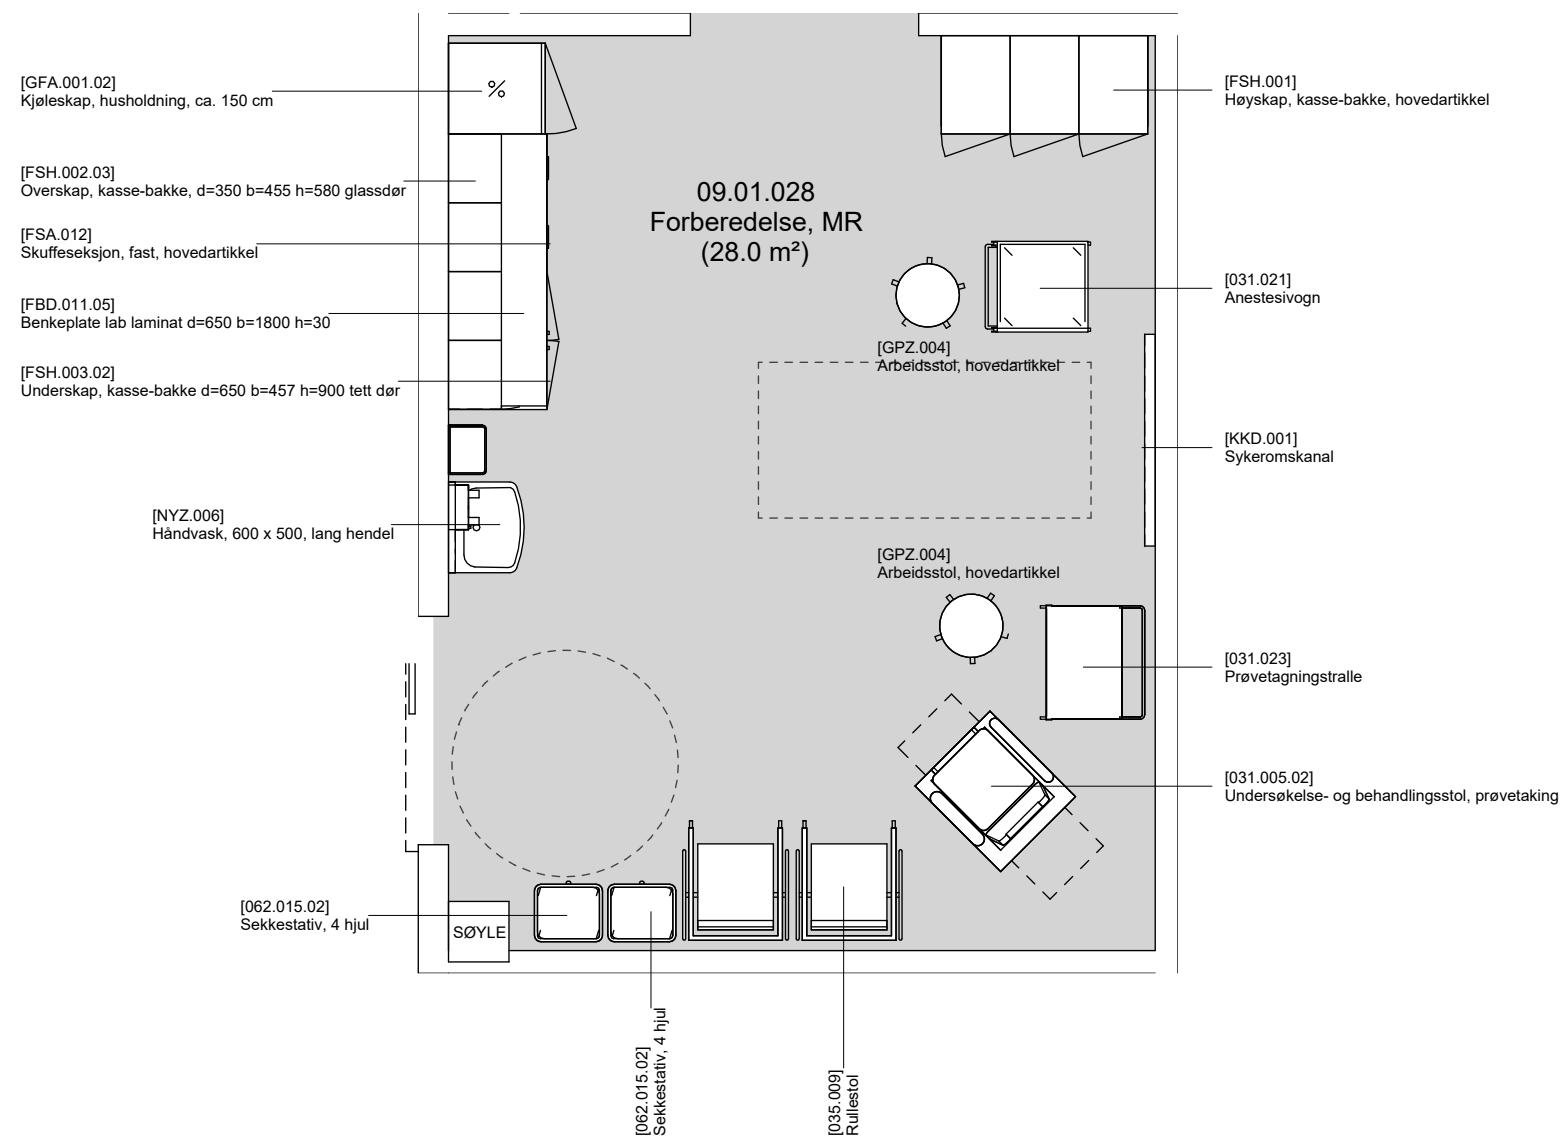 [GFA.001.02]
Kjøleskap, husholdning, ca. 150 cm
[FSH.002.03]
Overskap, kasse-bakke, d=350 b=455 h=580 glassdør
[FSA.012]
Skuffeseksjon, fast, hovedartikkel
[FBD.011.05]
Benkeplate lab laminat d=650 b=1800 h=30
[FSH.003.02]
Underskap, kasse-bakke d=650 b=457 h=900 tett dør
[NYZ.006]
Håndvask, 600 x 500, lang hendel
[062.015.02]
Sekkestativ, 4 hjul
SØYLE
09.01.028
Forberedelse, MR
(28.0 m²)
[GPZ.004]
Arbeidsstol, hovedartikkel
[GPZ.004]
Arbeidsstol, hovedartikkel
[FSH.001]
Høyskap, kasse-bakke, hovedartikkel
[031.021]
Anestesivogn
[KKD.001]
Sykeromskanal
[031.023]
Prøvetagningstralle
[031.005.02]
Undersøkelse- og behandlingsstol, prøvetaking
[062.015.02]
Sekkestativ, 4 hjul
[035.009]
Rullestol